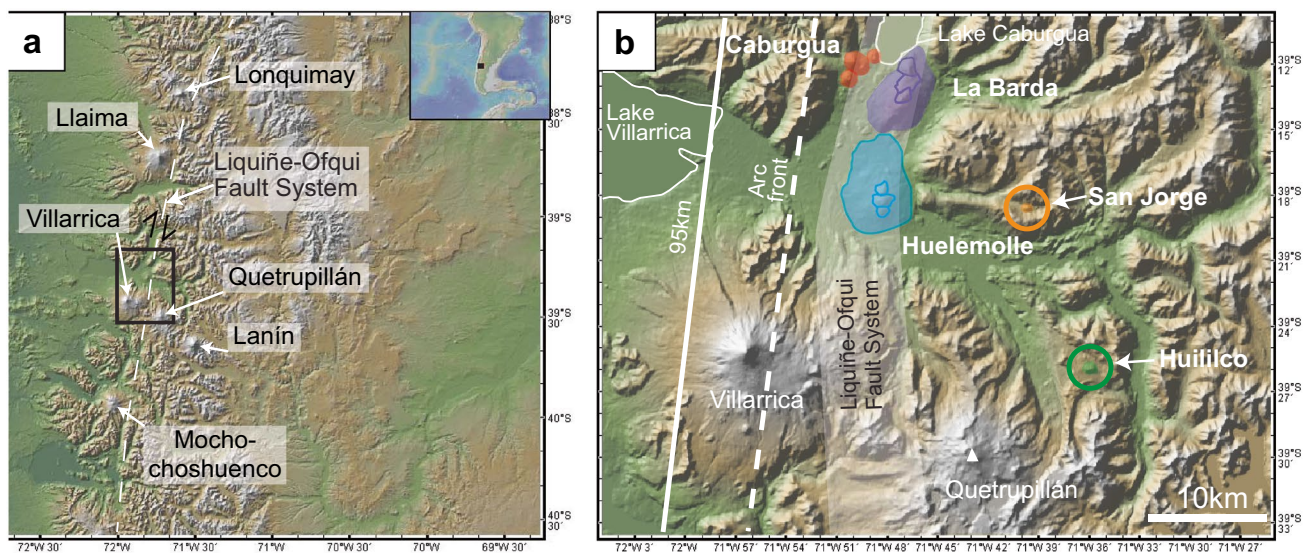 a
Lonquimay
Llaima
Liquiñe-Ofqui
Fault System
Villarrica
Quetrupillán
Lanín
Mocho-
choshuenco
38°S
38°S
30'
39°S
39°S
30'
40°S
40°S
30'
72°W 30'
72°W
71°W 30'
71°W
70°W 30'
70°W
69°W 30'
b
Caburgua
Lake Caburgua
La Barda
Lake
Villarrica
Arc
front
95km
San Jorge
Huelemolle
Liquiñe-Ofqui
Fault System
Huililco
Villarrica
Quetrupillán
10km
39°S
12'
39°S
15'
39°S
18'
39°S
21'
39°S
24'
39°S
27'
39°S
30'
39°S
33'
72°W 3'
72°W
71°W 57'
71°W 54'
71°W 51'
71°W 48'
71°W 45'
71°W 42'
71°W 39'
71°W 36'
71°W 33'
71°W 30'
71°W 27'